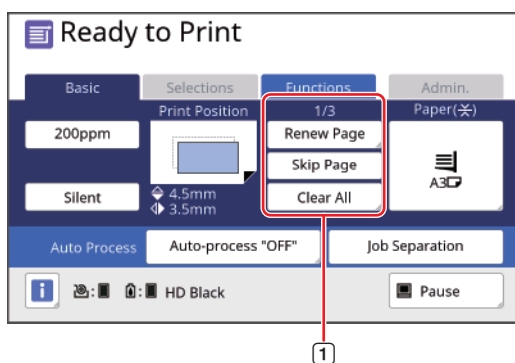 Ready to Print
Basic Selections Functions Admin.
Print Position 1/3 Paper(⚹)
200ppm Renew Page
Skip Page
A3
Silent 4.5mm Clear All
3.5mm
Auto Process Auto-process "OFF" Job Separation
i : : HD Black Pause
1